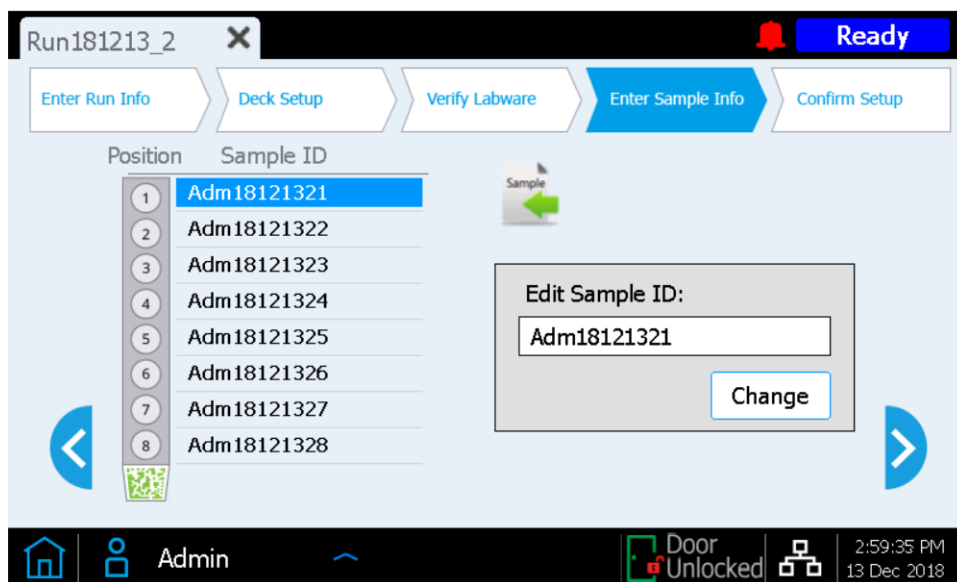 Run181213_2
Ready
Enter Run Info
Deck Setup
Verify Labware
Enter Sample Info
Confirm Setup
Position Sample ID
1 Adm18121321
2 Adm18121322
3 Adm18121323
4 Adm18121324
5 Adm18121325
6 Adm18121326
7 Adm18121327
8 Adm18121328
Sample
Edit Sample ID:
Adm18121321
Change
Admin
Door
Unlocked
2:59:35 PM
13 Dec 2018